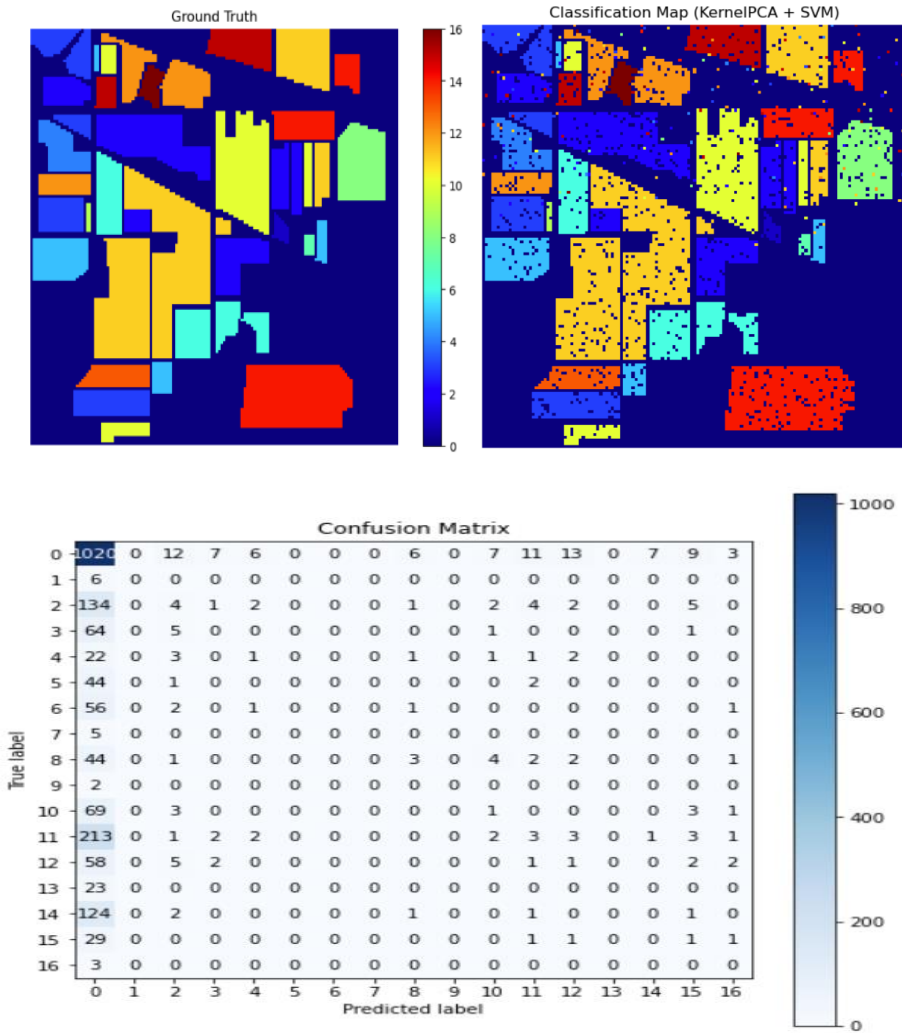 Ground Truth
Classification Map (KernelPCA + SVM)
16
14
12
10
8
6
4
2
0
Confusion Matrix
0 1020 0 12 7 6 0 0 0 6 0 7 11 13 0 7 9 3
1 6 0 0 0 0 0 0 0 0 0 0 0 0 0 0 0 0
2 134 0 4 1 2 0 0 0 1 0 2 4 2 0 0 5 0
3 64 0 5 0 0 0 0 0 0 0 1 0 0 0 0 1 0
4 22 0 3 0 1 0 0 0 1 0 1 1 2 0 0 0 0
5 44 0 1 0 0 0 0 0 0 0 0 2 0 0 0 0 0
6 56 0 2 0 1 0 0 0 1 0 0 0 0 0 0 0 1
7 5 0 0 0 0 0 0 0 0 0 0 0 0 0 0 0 0
8 44 0 1 0 0 0 0 0 3 0 4 2 2 0 0 0 1
9 2 0 0 0 0 0 0 0 0 0 0 0 0 0 0 0 0
10 69 0 3 0 0 0 0 0 0 0 1 0 0 0 0 3 1
11 213 0 1 2 2 0 0 0 0 0 2 3 3 0 1 3 1
12 58 0 5 2 0 0 0 0 0 0 0 1 1 0 0 2 2
13 23 0 0 0 0 0 0 0 0 0 0 0 0 0 0 0 0
14 124 0 2 0 0 0 0 0 1 0 0 1 0 0 0 1 0
15 29 0 0 0 0 0 0 0 0 0 0 1 1 0 0 1 1
16 3 0 0 0 0 0 0 0 0 0 0 0 0 0 0 0 0
0 1 2 3 4 5 6 7 8 9 10 11 12 13 14 15 16
Predicted label
True label
1000
800
600
400
200
0